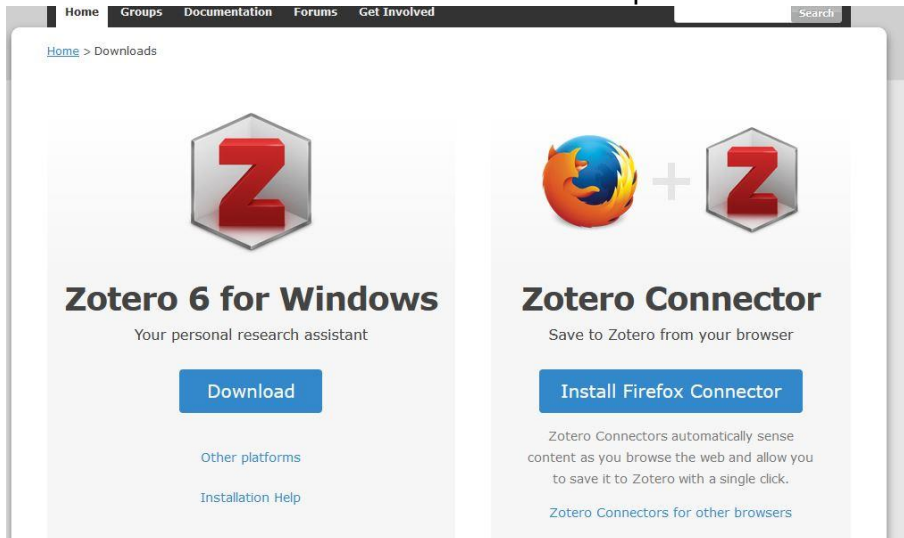 Home Groups Documentation Forums Get Involved Search
Home > Downloads
Zotero 6 for Windows
Your personal research assistant
Download
Other platforms
Installation Help
Zotero Connector
Save to Zotero from your browser
Install Firefox Connector
Zotero Connectors automatically sense
content as you browse the web and allow you
to save it to Zotero with a single click.
Zotero Connectors for other browsers